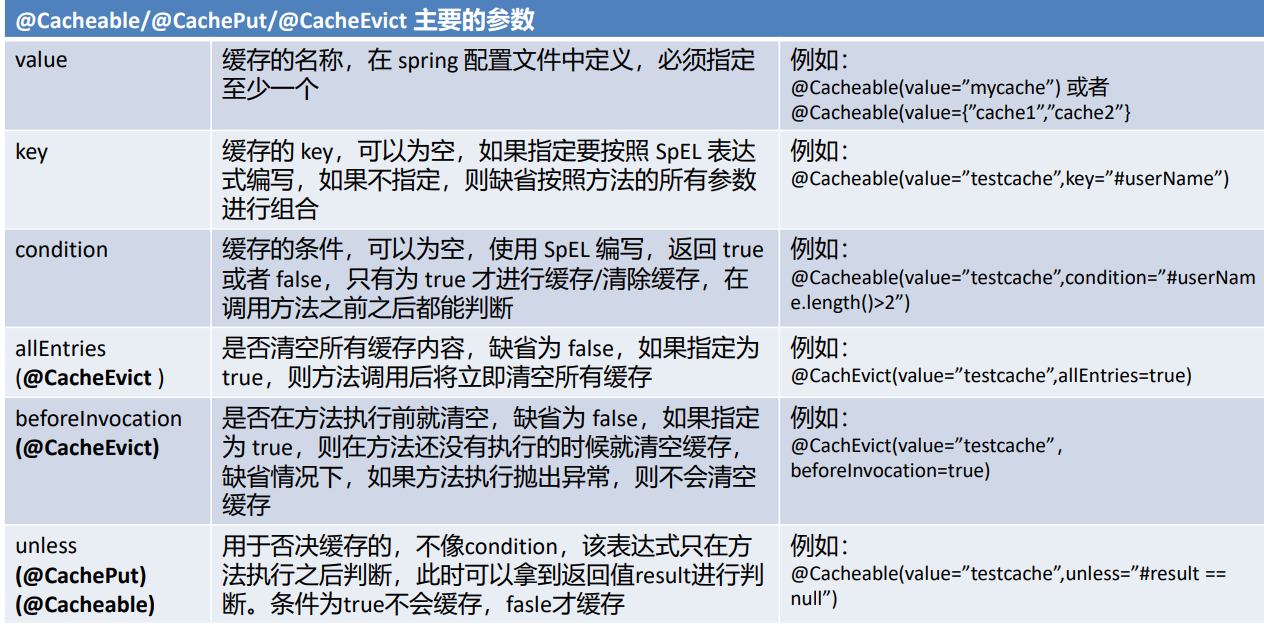 @Cacheable/@CachePut/@CacheEvict 主要的参数
value
缓存的名称，在 spring 配置文件中定义，必须指定
至少一个
例如：
@Cacheable(value=”mycache”) 或者
@Cacheable(value={”cache1”,”cache2”}
key
缓存的 key，可以为空，如果指定要按照 SpEL 表达
式编写，如果不指定，则缺省按照方法的所有参数
进行组合
例如：
@Cacheable(value=”testcache”,key=”#userName”)
condition
缓存的条件，可以为空，使用 SpEL 编写，返回 true
或者 false，只有为 true 才进行缓存/清除缓存，在
调用方法之前之后都能判断
例如：
@Cacheable(value=”testcache”,condition=”#userNam
e.length()>2”)
allEntries
(@CacheEvict )
是否清空所有缓存内容，缺省为 false，如果指定为
true，则方法调用后将立即清空所有缓存
例如：
@CachEvict(value=”testcache”,allEntries=true)
beforeInvocation
(@CacheEvict)
是否在方法执行前就清空，缺省为 false，如果指定
为 true，则在方法还没有执行的时候就清空缓存，
缺省情况下，如果方法执行抛出异常，则不会清空
缓存
例如：
@CachEvict(value=”testcache”,
beforeInvocation=true)
unless
(@CachePut)
(@Cacheable)
用于否决缓存的，不像condition，该表达式只在方
法执行之后判断，此时可以拿到返回值result进行判
断。条件为true不会缓存，fasle才缓存
例如：
@Cacheable(value=”testcache”,unless=”#result ==
null”)